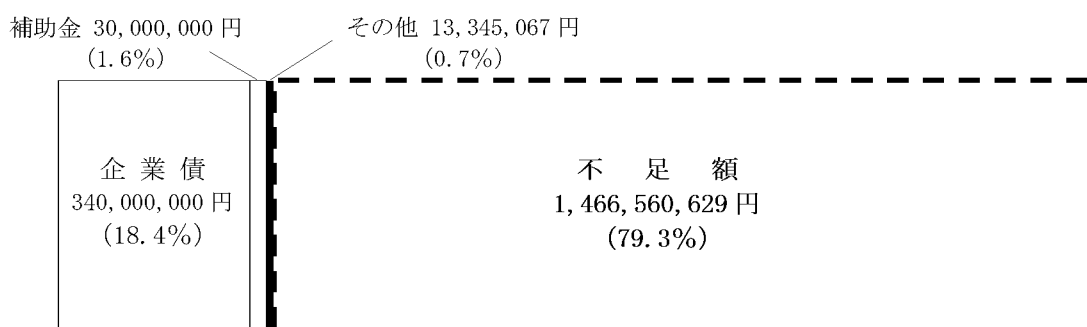 補助金 30,000,000 円
(1.6%)
その他 13,345,067 円
(0.7%)
企 業 債
340,000,000 円
(18.4%)
不 足 額
1,466,560,629 円
(79.3%)